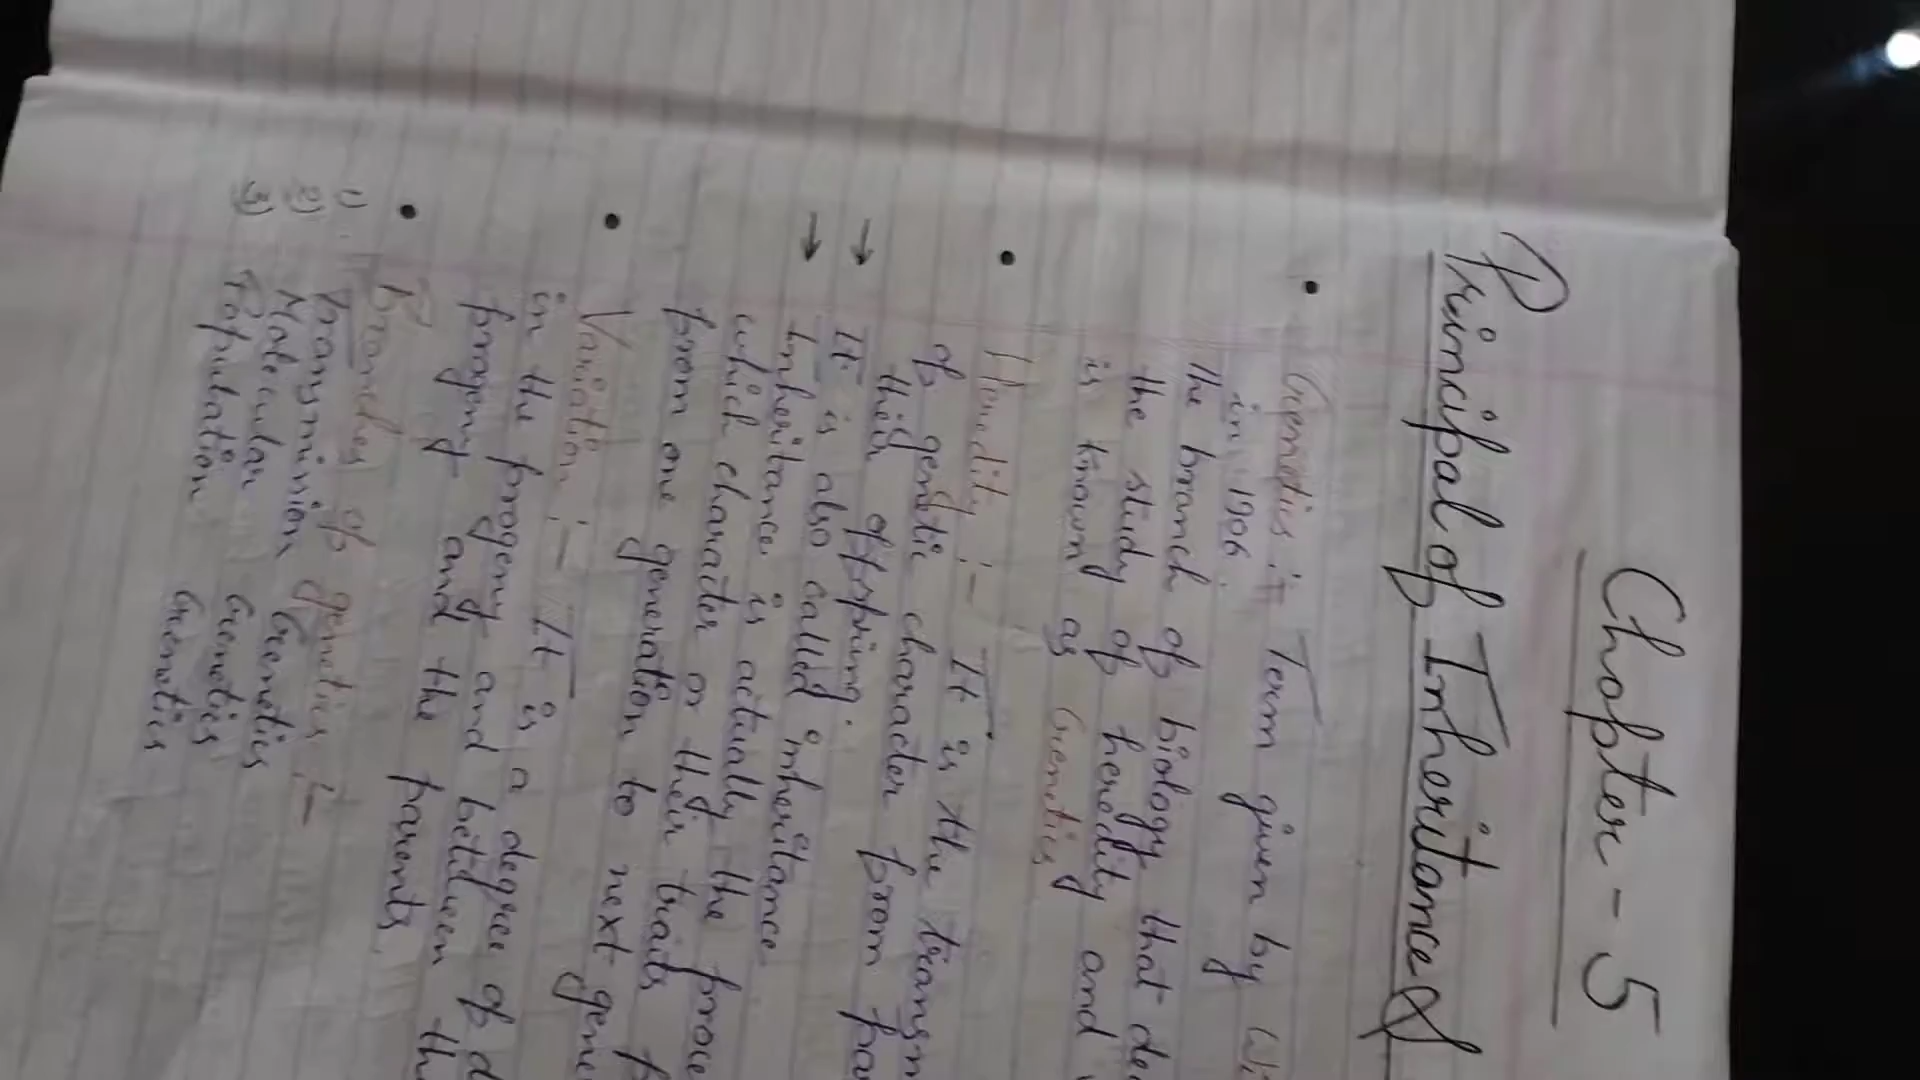 Chapter - 5
Principal of Inheritance &
• Genetics :- Term given by
in 1906.
The branch of biology that
the study of heredity and
is known as Genetics
• Heredity :- It is the
of genetic character from
their offspring.
→ It is also called inheritance
→ Inheritance is actually the
which character or their traits
from one generation to next
• Variation :- It is a degree of
in the progeny and between the
progeny and the parents.
• Branches of genetics :-
1) Transmission Genetics
2) Molecular Genetics
3) Population Genetics